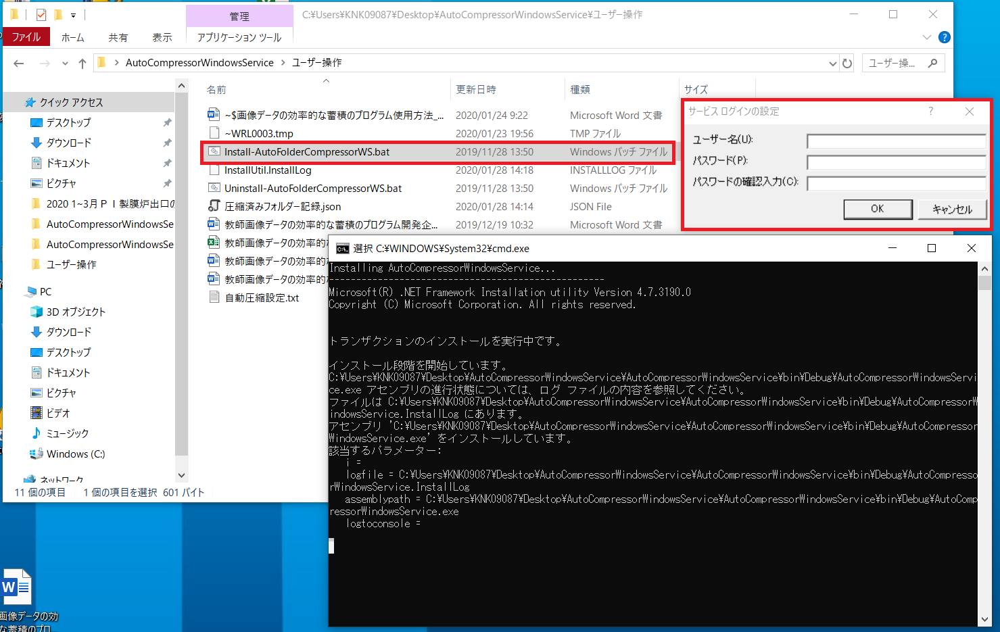 管理
C:¥Users¥KNK09087¥Desktop¥AutoCompressorWindowsService¥ユーザー操作
ファイル
ホーム
共有
表示
アプリケーション ツール
AutoCompressorWindowsService
ユーザー操作
ユーザー操...
名前
更新日時
種類
サイズ
クイック アクセス
デスクトップ
ダウンロード
ドキュメント
ピクチャ
2020 1~3月ＰＩ製膜炉出口の
AutoCompressorWindowsSe
AutoCompressorWindowsSe
ユーザー操作
PC
3D オブジェクト
ダウンロード
デスクトップ
ドキュメント
ピクチャ
ビデオ
ミュージック
Windows (C:)
ネットワーク
~$画像データの効率的な蓄積のプログラム使用方法_... 2020/01/24 9:22 Microsoft Word 文書
~WRL0003.tmp 2020/01/23 19:56 TMP ファイル
Install-AutoFolderCompressorWS.bat 2019/11/28 13:50 Windows バッチ ファイル
InstallUtil.InstallLog 2020/01/28 14:18 INSTALLLOG ファイル
Uninstall-AutoFolderCompressorWS.bat 2019/11/28 13:50 Windows バッチ ファイル
圧縮済みフォルダー記録.json 2020/01/28 14:14 JSON File
教師画像データの効率的な蓄積のプログラム開発企... 2019/12/19 10:32 Microsoft Word 文書
教師画像データの効率的な
教師画像データの効率的な
教師画像データの効率的な
自動圧縮設定.txt
11 個の項目
1 個の項目を選択 601 バイト
サービス ログインの設定
?
ユーザー名(U):
パスワード(P):
パスワードの確認入力(C):
OK
キャンセル
選択 C:¥WINDOWS¥System32¥cmd.exe
Installing AutoCompressorWindowsService...
---------------------------------------------------
Microsoft(R) .NET Framework Installation utility Version 4.7.3190.0
Copyright (C) Microsoft Corporation. All rights reserved.
トランザクションのインストールを実行中です。
インストール段階を開始しています。
C:¥Users¥KNK09087¥Desktop¥AutoCompressorWindowsService¥AutoCompressorWindowsService¥bin¥Debug¥AutoCompressorWindowsServi
ce.exe アセンブリの進行状態については、ログ ファイルの内容を参照してください。
ファイルは C:¥Users¥KNK09087¥Desktop¥AutoCompressorWindowsService¥AutoCompressorWindowsService¥bin¥Debug¥AutoCompressorW
indowsService.InstallLog にあります。
アセンブリ 'C:¥Users¥KNK09087¥Desktop¥AutoCompressorWindowsService¥AutoCompressorWindowsService¥bin¥Debug¥AutoCompressor
WindowsService.exe' をインストールしています。
該当するパラメーター:
i =
logfile = C:¥Users¥KNK09087¥Desktop¥AutoCompressorWindowsService¥AutoCompressorWindowsService¥bin¥Debug¥AutoCompresso
rWindowsService.InstallLog
assemblypath = C:¥Users¥KNK09087¥Desktop¥AutoCompressorWindowsService¥AutoCompressorWindowsService¥bin¥Debug¥AutoComp
ressorWindowsService.exe
logtoconsole =
画像データの効
な蓄積のプロ